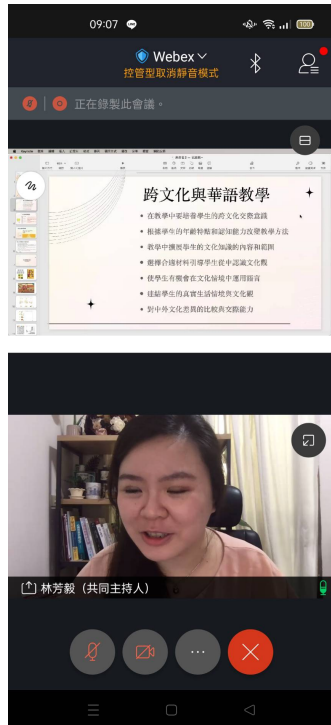 09:07
100
Webex
控管型取消靜音模式
正在錄製此會議。
跨文化與華語教學
在教學中要培養學生的跨文化交際意識
根據學生的年齡特點和認知能力改變教學方法
教學中擴展學生的文化知識的內容和範圍
選擇合適材料引導學生從中認識文化觀
使學生有機會在文化情境中運用語言
連結學生的真實生活情境與文化觀
對中外文化差異的比較與交際能力
林芳毅（共同主持人）